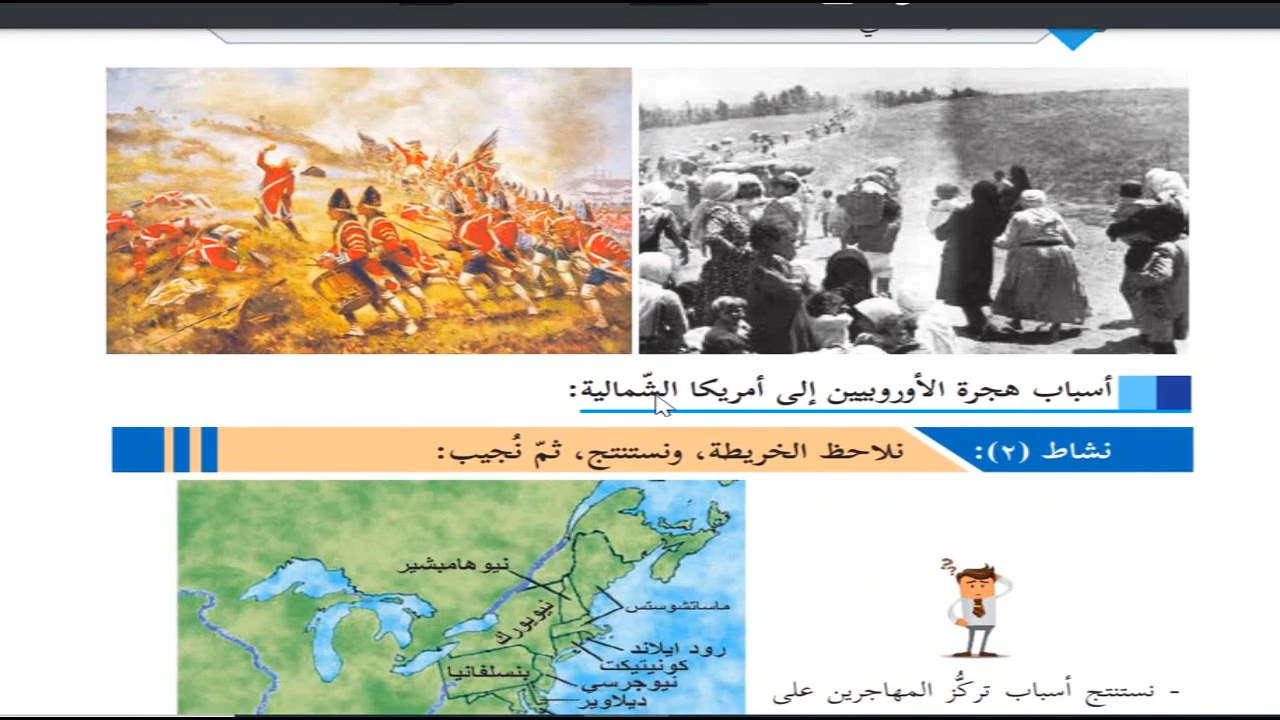 أسباب هجرة الأوروبيين إلى أمريكا الشّمالية:
نشاط (٢): نلاحظ الخريطة، ونستنتج، ثمّ نُجيب:
نيو هامبشير
ماساتشوستس
نيويورك
رود ايلاند
كونيتيكت
بنسلفانيا
نيوجرسي
ديلاوير
??
- نستنتج أسباب تركُّز المهاجرين على